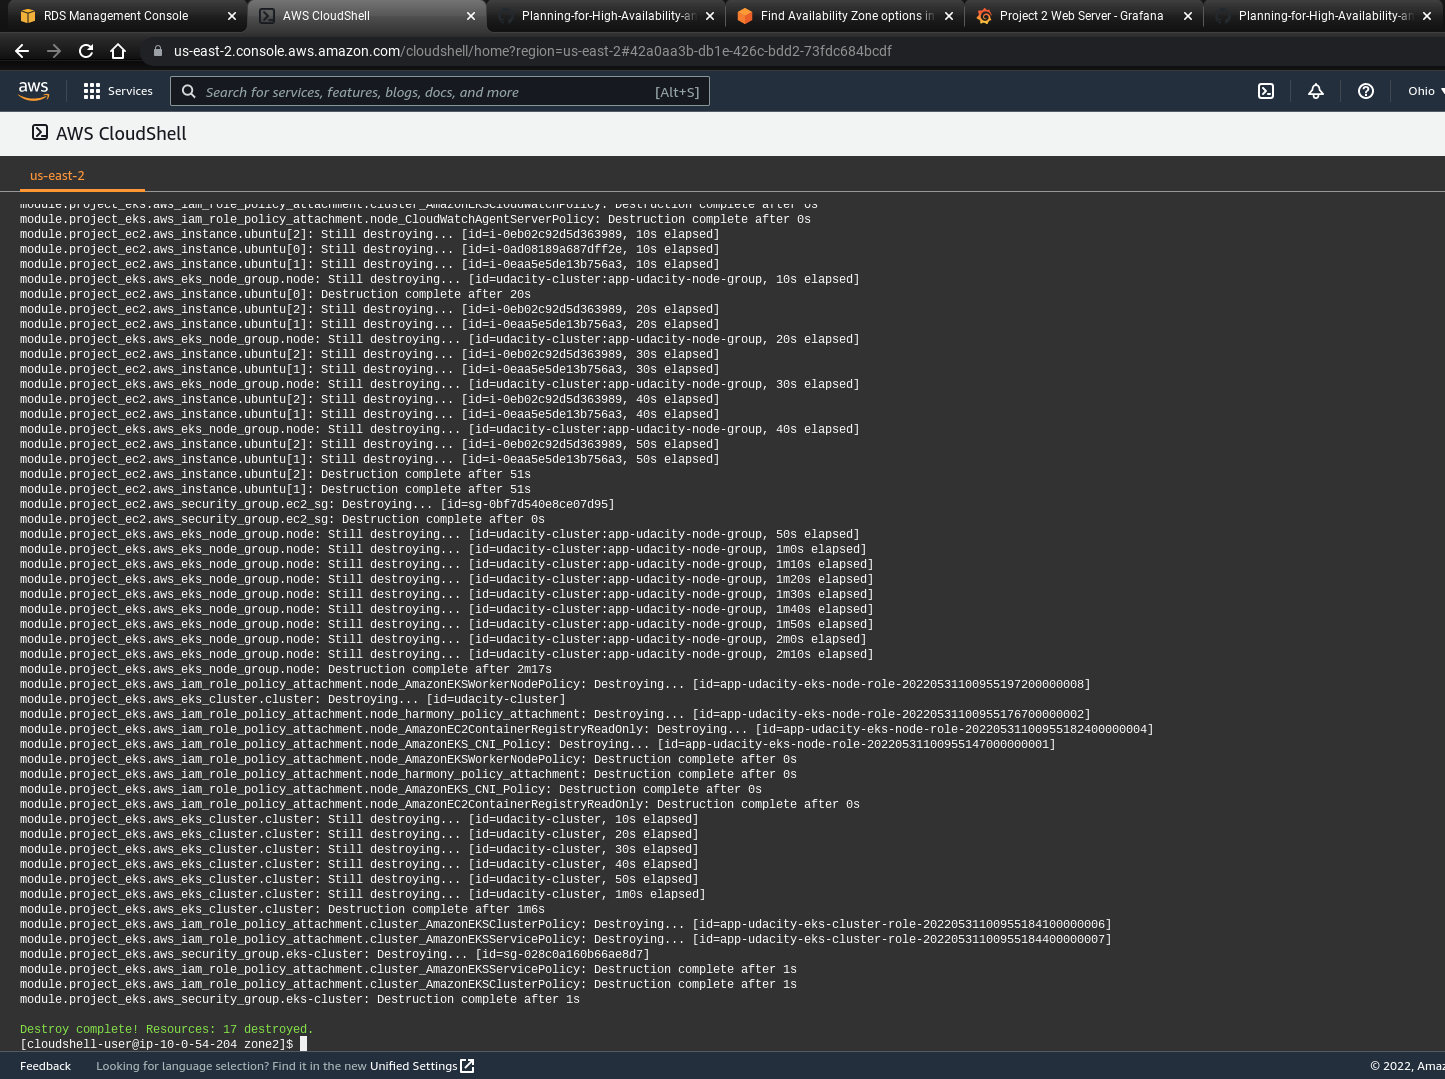 RDS Management Console
AWS CloudShell
Planning-for-High-Availability-an
Find Availability Zone options in
Project 2 Web Server - Grafana
Planning-for-High-Availability-an
us-east-2.console.aws.amazon.com/cloudshell/home?region=us-east-2#42a0aa3b-db1e-426c-bdd2-73fdc684bcdf
aws
Services
Search for services, features, blogs, docs, and more
[Alt+S]
Ohio
AWS CloudShell
us-east-2
module.project_eks.aws_iam_role_policy_attachment.cluster_AmazonEKSCloudWatchPolicy: Destruction complete after 0s
module.project_eks.aws_iam_role_policy_attachment.node_CloudWatchAgentServerPolicy: Destruction complete after 0s
module.project_ec2.aws_instance.ubuntu[2]: Still destroying... [id=i-0eb02c92d5d363989, 10s elapsed]
module.project_ec2.aws_instance.ubuntu[0]: Still destroying... [id=i-0ad08189a687dff2e, 10s elapsed]
module.project_ec2.aws_instance.ubuntu[1]: Still destroying... [id=i-0eaa5e5de13b756a3, 10s elapsed]
module.project_eks.aws_eks_node_group.node: Still destroying... [id=udacity-cluster:app-udacity-node-group, 10s elapsed]
module.project_ec2.aws_instance.ubuntu[0]: Destruction complete after 20s
module.project_ec2.aws_instance.ubuntu[2]: Still destroying... [id=i-0eb02c92d5d363989, 20s elapsed]
module.project_ec2.aws_instance.ubuntu[1]: Still destroying... [id=i-0eaa5e5de13b756a3, 20s elapsed]
module.project_eks.aws_eks_node_group.node: Still destroying... [id=udacity-cluster:app-udacity-node-group, 20s elapsed]
module.project_ec2.aws_instance.ubuntu[2]: Still destroying... [id=i-0eb02c92d5d363989, 30s elapsed]
module.project_ec2.aws_instance.ubuntu[1]: Still destroying... [id=i-0eaa5e5de13b756a3, 30s elapsed]
module.project_eks.aws_eks_node_group.node: Still destroying... [id=udacity-cluster:app-udacity-node-group, 30s elapsed]
module.project_ec2.aws_instance.ubuntu[2]: Still destroying... [id=i-0eb02c92d5d363989, 40s elapsed]
module.project_ec2.aws_instance.ubuntu[1]: Still destroying... [id=i-0eaa5e5de13b756a3, 40s elapsed]
module.project_eks.aws_eks_node_group.node: Still destroying... [id=udacity-cluster:app-udacity-node-group, 40s elapsed]
module.project_ec2.aws_instance.ubuntu[2]: Still destroying... [id=i-0eb02c92d5d363989, 50s elapsed]
module.project_ec2.aws_instance.ubuntu[1]: Still destroying... [id=i-0eaa5e5de13b756a3, 50s elapsed]
module.project_ec2.aws_instance.ubuntu[2]: Destruction complete after 51s
module.project_ec2.aws_instance.ubuntu[1]: Destruction complete after 51s
module.project_ec2.aws_security_group.ec2_sg: Destroying... [id=sg-0bf7d540e8ce07d95]
module.project_ec2.aws_security_group.ec2_sg: Destruction complete after 0s
module.project_eks.aws_eks_node_group.node: Still destroying... [id=udacity-cluster:app-udacity-node-group, 50s elapsed]
module.project_eks.aws_eks_node_group.node: Still destroying... [id=udacity-cluster:app-udacity-node-group, 1m0s elapsed]
module.project_eks.aws_eks_node_group.node: Still destroying... [id=udacity-cluster:app-udacity-node-group, 1m10s elapsed]
module.project_eks.aws_eks_node_group.node: Still destroying... [id=udacity-cluster:app-udacity-node-group, 1m20s elapsed]
module.project_eks.aws_eks_node_group.node: Still destroying... [id=udacity-cluster:app-udacity-node-group, 1m30s elapsed]
module.project_eks.aws_eks_node_group.node: Still destroying... [id=udacity-cluster:app-udacity-node-group, 1m40s elapsed]
module.project_eks.aws_eks_node_group.node: Still destroying... [id=udacity-cluster:app-udacity-node-group, 1m50s elapsed]
module.project_eks.aws_eks_node_group.node: Still destroying... [id=udacity-cluster:app-udacity-node-group, 2m0s elapsed]
module.project_eks.aws_eks_node_group.node: Still destroying... [id=udacity-cluster:app-udacity-node-group, 2m10s elapsed]
module.project_eks.aws_eks_node_group.node: Destruction complete after 2m17s
module.project_eks.aws_iam_role_policy_attachment.node_AmazonEKSWorkerNodePolicy: Destroying... [id=app-udacity-eks-node-role-20220531100955197200000008]
module.project_eks.aws_eks_cluster.cluster: Destroying... [id=udacity-cluster]
module.project_eks.aws_iam_role_policy_attachment.node_harmony_policy_attachment: Destroying... [id=app-udacity-eks-node-role-20220531100955176700000002]
module.project_eks.aws_iam_role_policy_attachment.node_AmazonEC2ContainerRegistryReadOnly: Destroying... [id=app-udacity-eks-node-role-20220531100955182400000004]
module.project_eks.aws_iam_role_policy_attachment.node_AmazonEKS_CNI_Policy: Destroying... [id=app-udacity-eks-node-role-20220531100955147000000001]
module.project_eks.aws_iam_role_policy_attachment.node_AmazonEKSWorkerNodePolicy: Destruction complete after 0s
module.project_eks.aws_iam_role_policy_attachment.node_harmony_policy_attachment: Destruction complete after 0s
module.project_eks.aws_iam_role_policy_attachment.node_AmazonEKS_CNI_Policy: Destruction complete after 0s
module.project_eks.aws_iam_role_policy_attachment.node_AmazonEC2ContainerRegistryReadOnly: Destruction complete after 0s
module.project_eks.aws_eks_cluster.cluster: Still destroying... [id=udacity-cluster, 10s elapsed]
module.project_eks.aws_eks_cluster.cluster: Still destroying... [id=udacity-cluster, 20s elapsed]
module.project_eks.aws_eks_cluster.cluster: Still destroying... [id=udacity-cluster, 30s elapsed]
module.project_eks.aws_eks_cluster.cluster: Still destroying... [id=udacity-cluster, 40s elapsed]
module.project_eks.aws_eks_cluster.cluster: Still destroying... [id=udacity-cluster, 50s elapsed]
module.project_eks.aws_eks_cluster.cluster: Still destroying... [id=udacity-cluster, 1m0s elapsed]
module.project_eks.aws_eks_cluster.cluster: Destruction complete after 1m6s
module.project_eks.aws_iam_role_policy_attachment.cluster_AmazonEKSClusterPolicy: Destroying... [id=app-udacity-eks-cluster-role-20220531100955184100000006]
module.project_eks.aws_iam_role_policy_attachment.cluster_AmazonEKSServicePolicy: Destroying... [id=app-udacity-eks-cluster-role-20220531100955184400000007]
module.project_eks.aws_security_group.eks-cluster: Destroying... [id=sg-028c0a160b66ae8d7]
module.project_eks.aws_iam_role_policy_attachment.cluster_AmazonEKSServicePolicy: Destruction complete after 1s
module.project_eks.aws_iam_role_policy_attachment.cluster_AmazonEKSClusterPolicy: Destruction complete after 1s
module.project_eks.aws_security_group.eks-cluster: Destruction complete after 1s
Destroy complete! Resources: 17 destroyed.
[cloudshell-user@ip-10-0-54-204 zone2]$
Feedback
Looking for language selection? Find it in the new Unified Settings
© 2022, Amaz